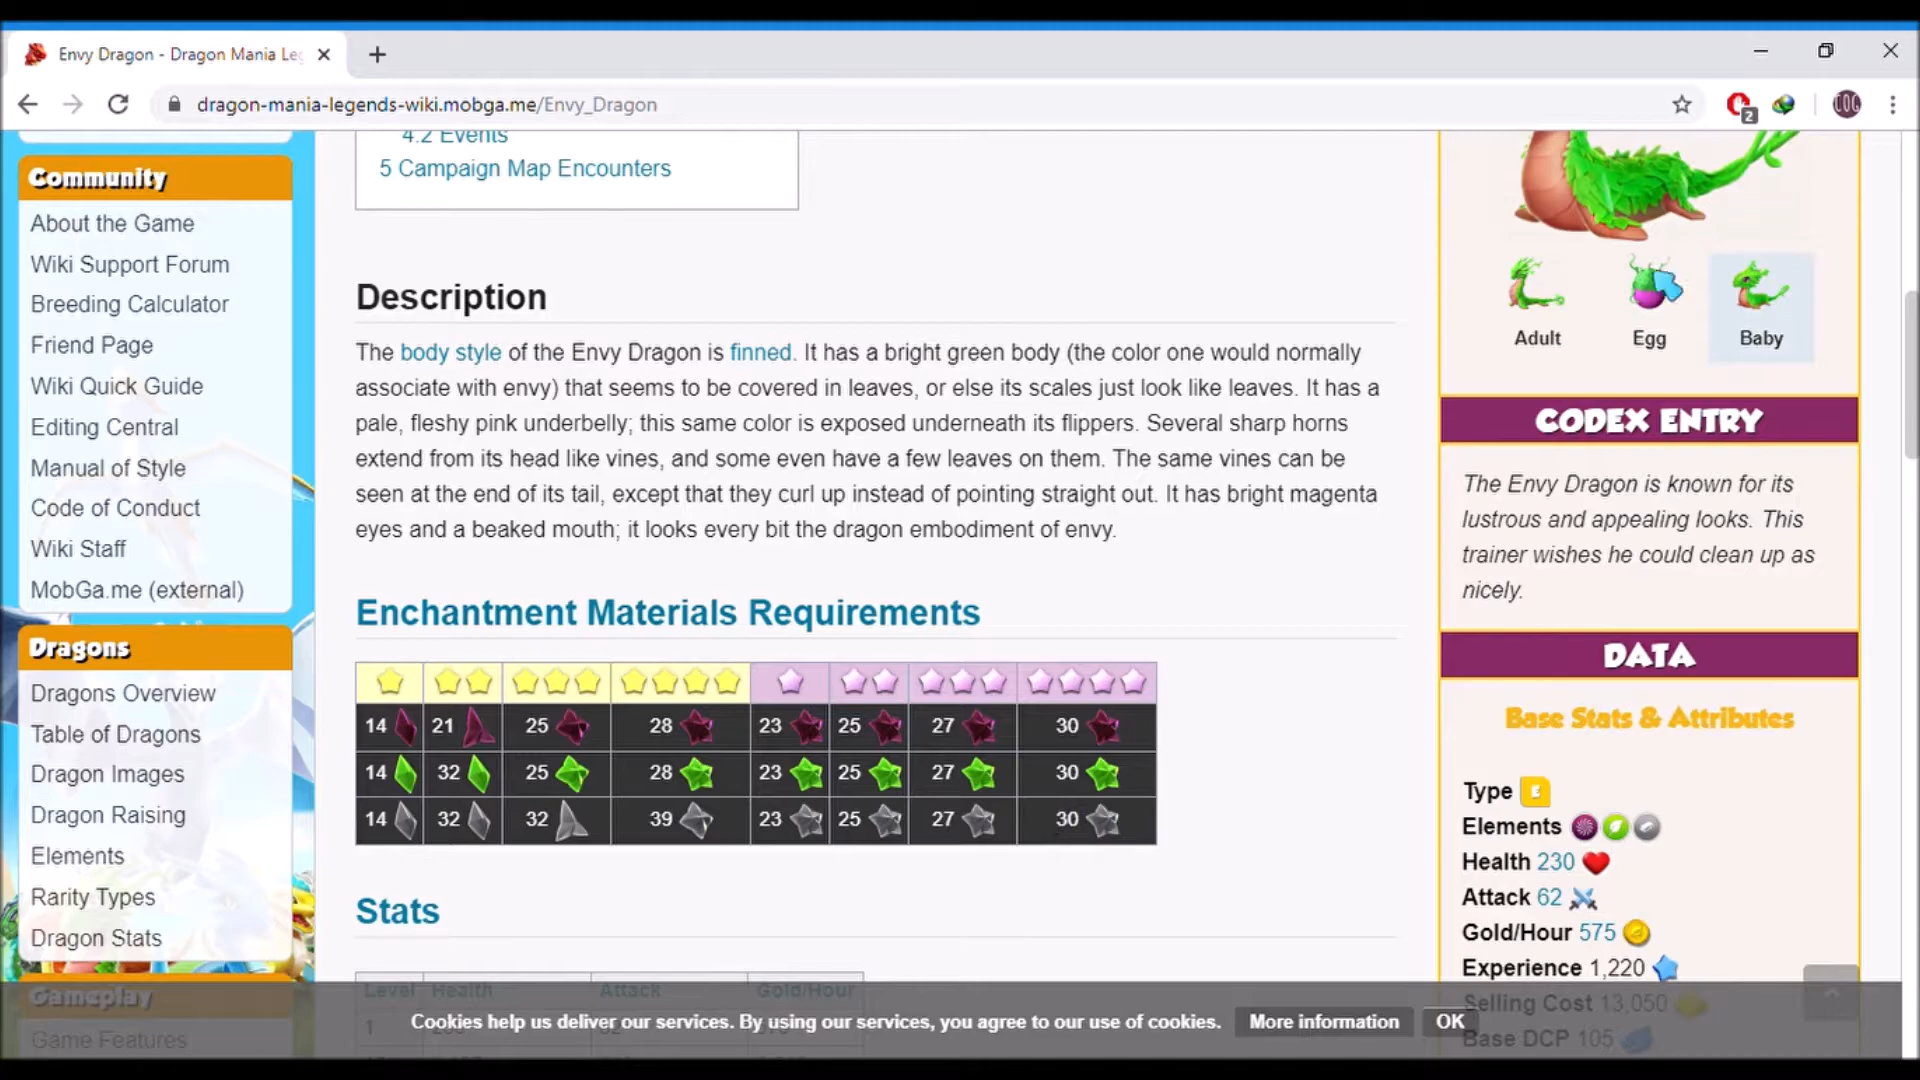 Envy Dragon - Dragon Mania Leg
dragon-mania-legends-wiki.mobga.me/Envy_Dragon
2
COG
Community
About the Game
Wiki Support Forum
Breeding Calculator
Friend Page
Wiki Quick Guide
Editing Central
Manual of Style
Code of Conduct
Wiki Staff
MobGa.me (external)
Dragons
Dragons Overview
Table of Dragons
Dragon Images
Dragon Raising
Elements
Rarity Types
Dragon Stats
Gameplay
Game Features
4.2 Events
5 Campaign Map Encounters
Description
The body style of the Envy Dragon is finned. It has a bright green body (the color one would normally
associate with envy) that seems to be covered in leaves, or else its scales just look like leaves. It has a
pale, fleshy pink underbelly; this same color is exposed underneath its flippers. Several sharp horns
extend from its head like vines, and some even have a few leaves on them. The same vines can be
seen at the end of its tail, except that they curl up instead of pointing straight out. It has bright magenta
eyes and a beaked mouth; it looks every bit the dragon embodiment of envy.
Enchantment Materials Requirements
14 21 25 28 23 25 27 30
14 32 25 28 23 25 27 30
14 32 32 39 23 25 27 30
Stats
Level Health Attack Gold/Hour
1
Adult Egg Baby
CODEX ENTRY
The Envy Dragon is known for its
lustrous and appealing looks. This
trainer wishes he could clean up as
nicely.
DATA
Base Stats & Attributes
Type E
Elements
Health 230
Attack 62
Gold/Hour 575
Experience 1,220
Selling Cost 13,050
Base DCP 105
Cookies help us deliver our services. By using our services, you agree to our use of cookies. More information OK